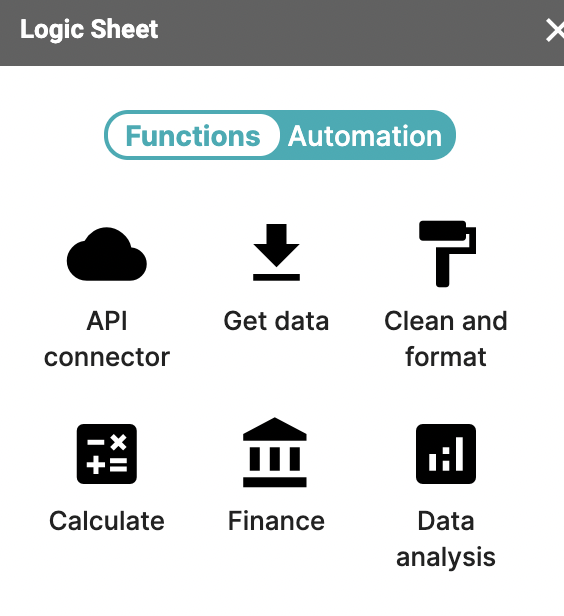 Logic Sheet
Functions Automation
API
connector
Get data
Clean and
format
Calculate
Finance
Data
analysis